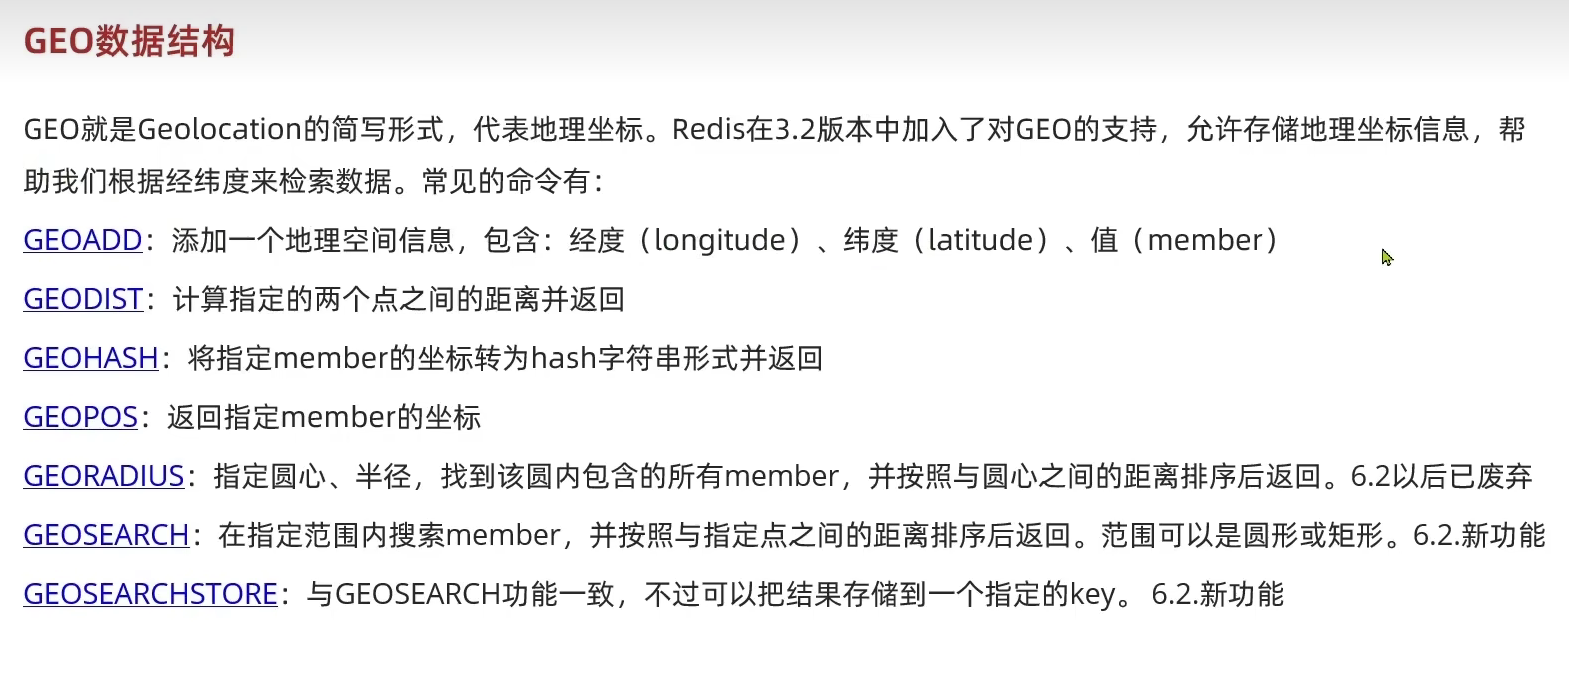 GEO数据结构
GEO就是Geolocation的简写形式，代表地理坐标。Redis在3.2版本中加入了对GEO的支持，允许存储地理坐标信息，帮
助我们根据经纬度来检索数据。常见的命令有：
GEOADD：添加一个地理空间信息，包含：经度（longitude）、纬度（latitude）、值（member）
GEODIST：计算指定的两个点之间的距离并返回
GEOHASH：将指定member的坐标转为hash字符串形式并返回
GEOPOS：返回指定member的坐标
GEORADIUS：指定圆心、半径，找到该圆内包含的所有member，并按照与圆心之间的距离排序后返回。6.2以后已废弃
GEOSEARCH：在指定范围内搜索member，并按照与指定点之间的距离排序后返回。范围可以是圆形或矩形。6.2.新功能
GEOSEARCHSTORE：与GEOSEARCH功能一致，不过可以把结果存储到一个指定的key。 6.2.新功能